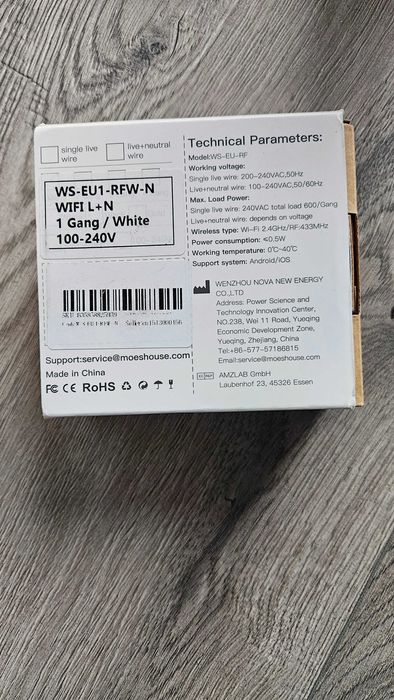 single live
wire
live+neutral
wire
WS-EU1-RFW-N
WIFI L+N
1 Gang / White
100-240V
Support:service@moeshouse.com
Made in China
FC CE RoHS
Technical Parameters:
Model:WS-EU-RF
Working voltage:
Single live wire: 200-240VAC,50Hz
Live+neutral wire: 100-240VAC,50/60Hz
Max. Load Power:
Single live wire: 240VAC total load 600/Gang
Live+neutral wire: depends on voltage
Wireless type: Wi-Fi 2.4GHz/RF:433MHz
Power consumption: ≤0.5W
Working temperature: 0℃-40℃
Support system: Android/iOS
WENZHOU NOVA NEW ENERGY
CO.,LTD
Address: Power Science and
Technology Innovation Center,
NO.238, Wei 11 Road, Yueqing
Economic Development Zone,
Yueqing, Zhejiang, China
Tel:+86-577-57186815
Email:service@moeshouse.com
EC REP
AMZLAB GmbH
Laubenhof 23, 45326 Essen